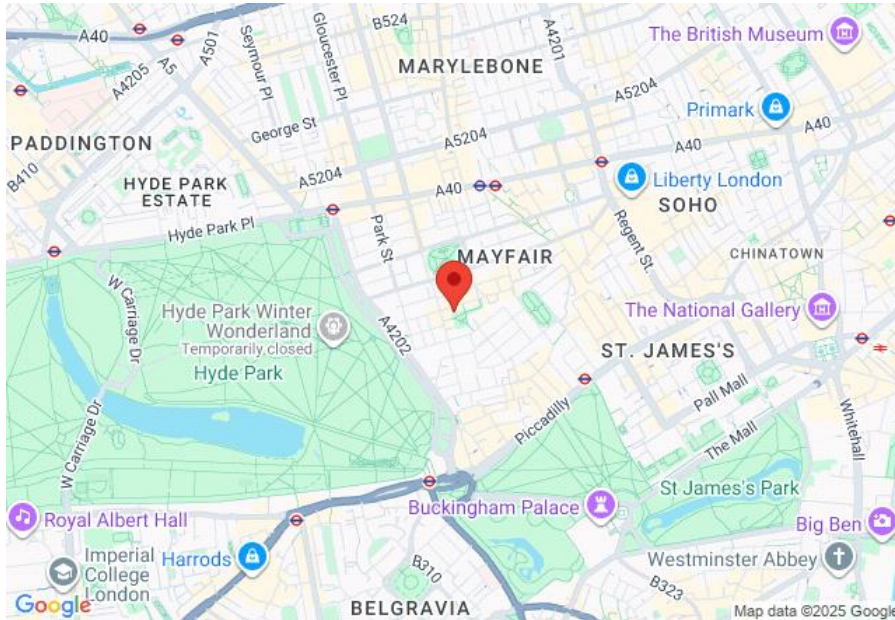 B524
A40
A501
Seymour Pl
Gloucester Pl
A4201
The British Museum
MARYLEBONE
A4205
A5
A5204
Primark
George St
A5204
A40
PADDINGTON
A40
B410
HYDE PARK
ESTATE
A5204
A40
Liberty London
SOHO
Hyde Park Pl
Park St
Regent St.
MAYFAIR
CHINATOWN
W Carriage Dr
Hyde Park Winter
Wonderland
Temporarily closed
The National Gallery
A4202
Hyde Park
ST. JAMES'S
Pall Mall
Piccadilly
W Carriage Dr
The Mall
Whitehall
St James's Park
Buckingham Palace
Royal Albert Hall
Big Ben
Imperial
College
London
Harrods
B310
Westminster Abbey
B323
Google
BELGRAVIA
Map data ©2025 Google